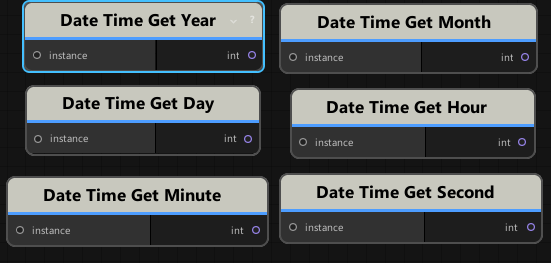 Date Time Get Year ?
instance int
Date Time Get Month
instance int
Date Time Get Day
instance int
Date Time Get Hour
instance int
Date Time Get Minute
instance int
Date Time Get Second
instance int